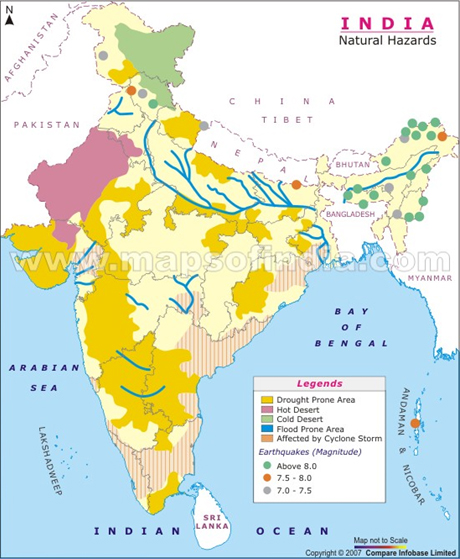 N
INDIA
Natural Hazards
AFGHANISTAN
PAKISTAN
CHINA
TIBET
NEPAL
BHUTAN
BANGLADESH
MYANMAR
www.mapsofindia.com
BAY
OF
BENGAL
ARABIAN
SEA
LAKSHADWEEP
ANDAMAN & NICOBAR
SRI
LANKA
INDIAN OCEAN
Legends
Drought Prone Area
Hot Desert
Cold Desert
Flood Prone Area
Affected by Cyclone Storm
Earthquakes (Magnitude)
Above 8.0
7.5 - 8.0
7.0 - 7.5
Map not to Scale
Copyright © 2007 Compare Infobase Limited